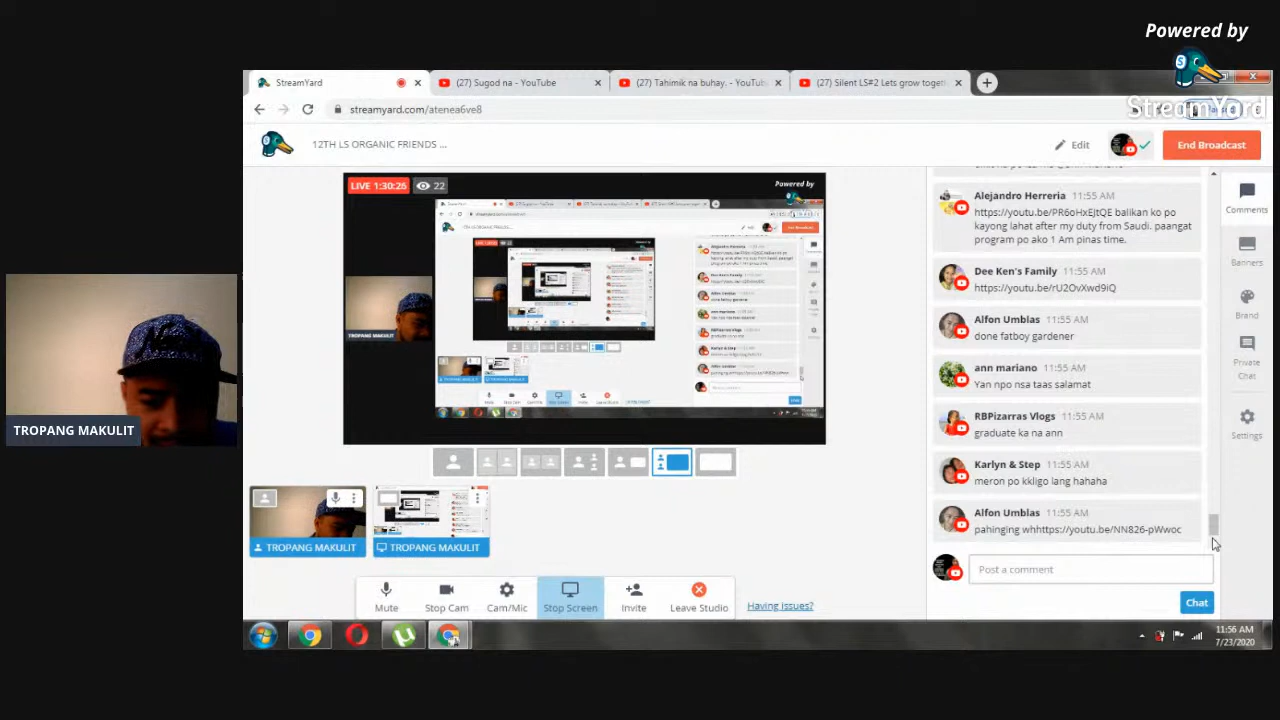 Powered by
StreamYard
StreamYard
(27) Sugod na - YouTube
(27) Tahimik na buhay. - YouTub
(27) Silent LS#2 Lets grow togeth
streamyard.com/atenea6ve8
12TH LS ORGANIC FRIENDS ...
Edit
End Broadcast
LIVE 1:30:26
22
Powered by
TROPANG MAKULIT
Alejandro Herreria 11:55 AM
https://youtu.be/PR6oHxEJtQE balikan ko po
kayong lahat after my duty from Saudi. paangat
program po ako 1 Am pinas time.
Dee Ken's Family 11:55 AM
https://youtu.be/rU2OvXwd9iQ
Alfon Umblas 11:55 AM
done fatboy gardener
ann mariano 11:55 AM
Yan npo nsa taas salamat
RBPizarras Vlogs 11:55 AM
graduate ka na ann
Karlyn & Step 11:55 AM
meron po kkligo lang hahaha
Alfon Umblas 11:55 AM
pahinging whhttps://youtu.be/NN826-pWwoc
Post a comment
Chat
Comments
Banners
Brand
Private
Chat
Settings
TROPANG MAKULIT
TROPANG MAKULIT
TROPANG MAKULIT
Mute
Stop Cam
Cam/Mic
Stop Screen
Invite
Leave Studio
Having issues?
11:56 AM
7/23/2020